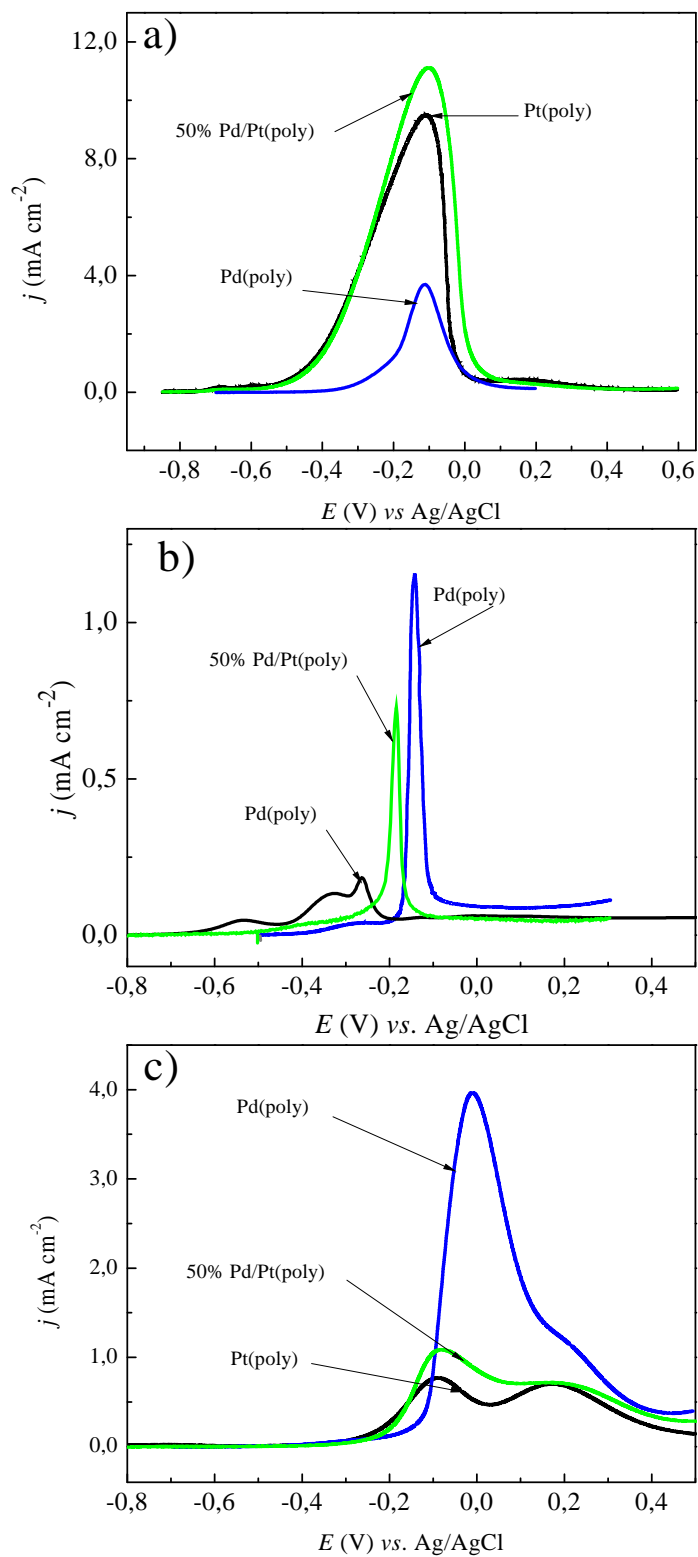 a)
12,0
Pt(poly)
50% Pd/Pt(poly)
8,0
j (mA cm-2)
Pd(poly)
4,0
0,0
-0,8 -0,6 -0,4 -0,2 0,0 0,2 0,4 0,6
E (V) vs Ag/AgCl
b)
Pd(poly)
1,0
50% Pd/Pt(poly)
j (mA cm-2)
0,5
Pd(poly)
0,0
-0,8 -0,6 -0,4 -0,2 0,0 0,2 0,4
E (V) vs. Ag/AgCl
c)
4,0
Pd(poly)
3,0
j (mA cm-2)
2,0
50% Pd/Pt(poly)
1,0
Pt(poly)
0,0
-0,8 -0,6 -0,4 -0,2 0,0 0,2 0,4
E (V) vs. Ag/AgCl